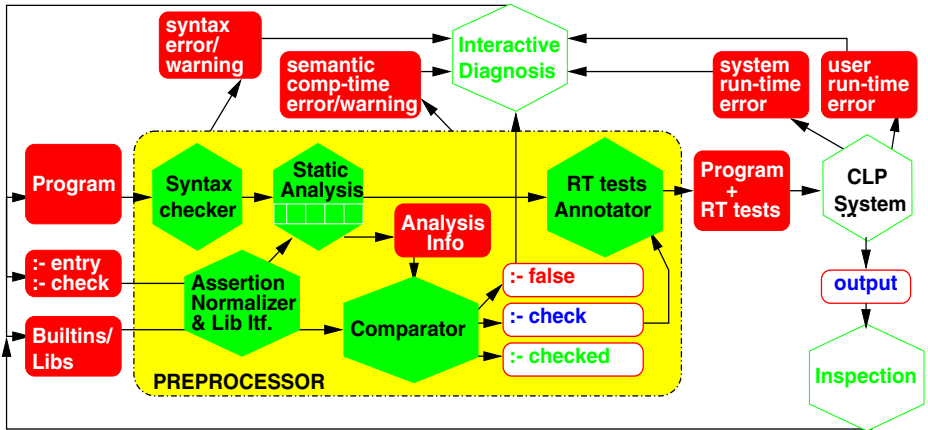 syntax
error/
warning
semantic
comp-time
error/warning
Interactive
Diagnosis
system
run-time
error
user
run-time
error
Program
:- entry
:- check
Builtins/
Libs
Syntax
checker
Static
Analysis
Assertion
Normalizer
& Lib Itf.
Analysis
Info
Comparator
:- false
:- check
:- checked
RT tests
Annotator
PREPROCESSOR
Program
+
RT tests
CLP
System
output
Inspection